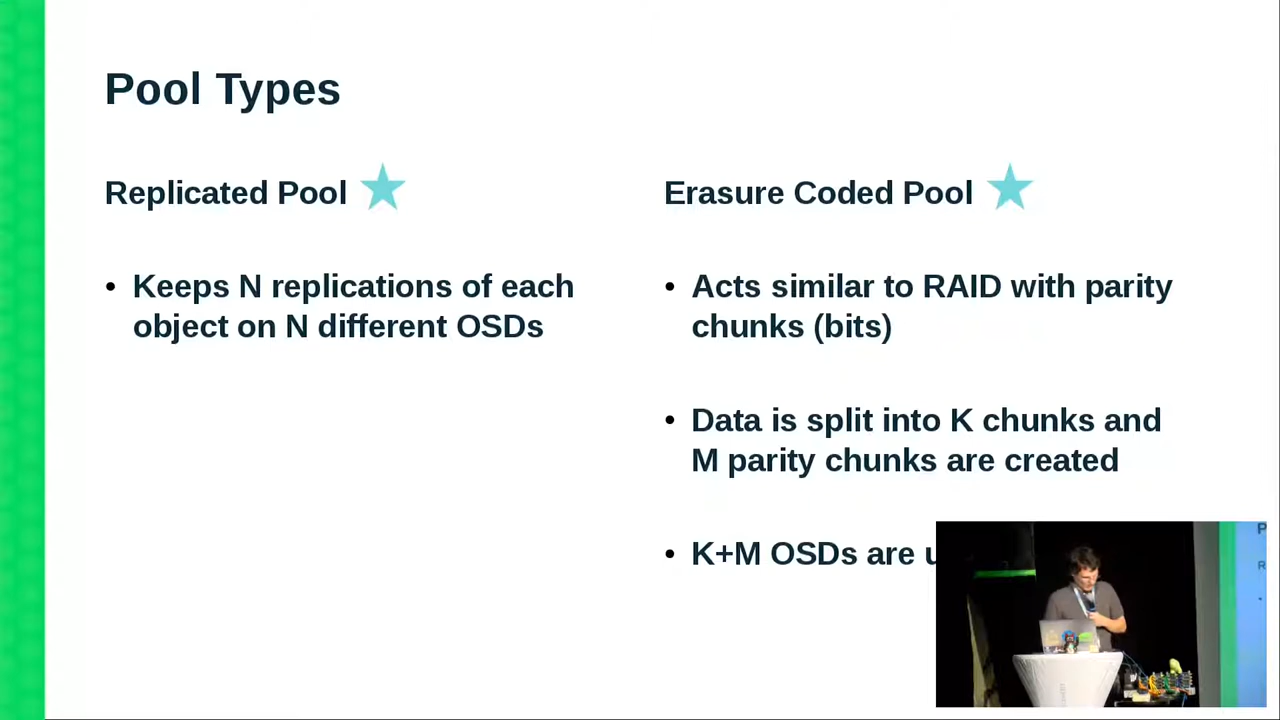 Pool Types
Replicated Pool
• Keeps N replications of each
object on N different OSDs
Erasure Coded Pool
• Acts similar to RAID with parity
chunks (bits)
• Data is split into K chunks and
M parity chunks are created
• K+M OSDs are